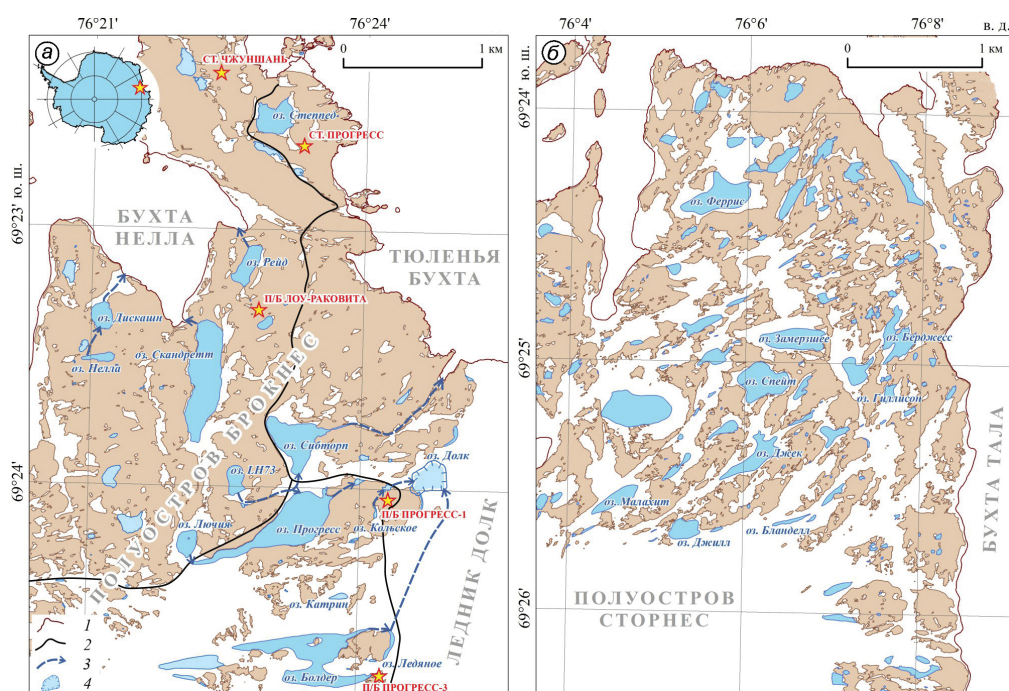 76°21'
76°24'
76°4'
76°6'
76°8'
в. д.
а
0
1 км
СТ. ЧЖУНШАНЬ
оз. Степпед
СТ. ПРОГРЕСС
69°23' ю. ш.
БУХТА
НЕЛЛА
ТЮЛЕНЬЯ
БУХТА
оз. Рейд
П/Б ЛОУ-РАКОВИТА
оз. Дискашн
оз. Скандретт
оз. Нелла
ПОЛУОСТРОВ БРОКНЕС
оз. Сибторп
оз. Долк
оз. LH73
69°24' ю. ш.
П/Б ПРОГРЕСС-1
оз. Лючия
оз. Прогресс
оз. Кольское
ЛЕДНИК ДОЛК
оз. Катрин
1
2
3
4
оз. Ледяное
оз. Болдер
П/Б ПРОГРЕСС-3
б
0
1 км
69°24' ю. ш.
оз. Феррис
оз. Замерзшее
оз. Берджесс
69°25'
оз. Спейт
оз. Гиллисон
оз. Джек
оз. Малахит
оз. Джилл
оз. Бланделл
БУХТА ТАЛА
ПОЛУОСТРОВ
СТОРНЕС
69°26'